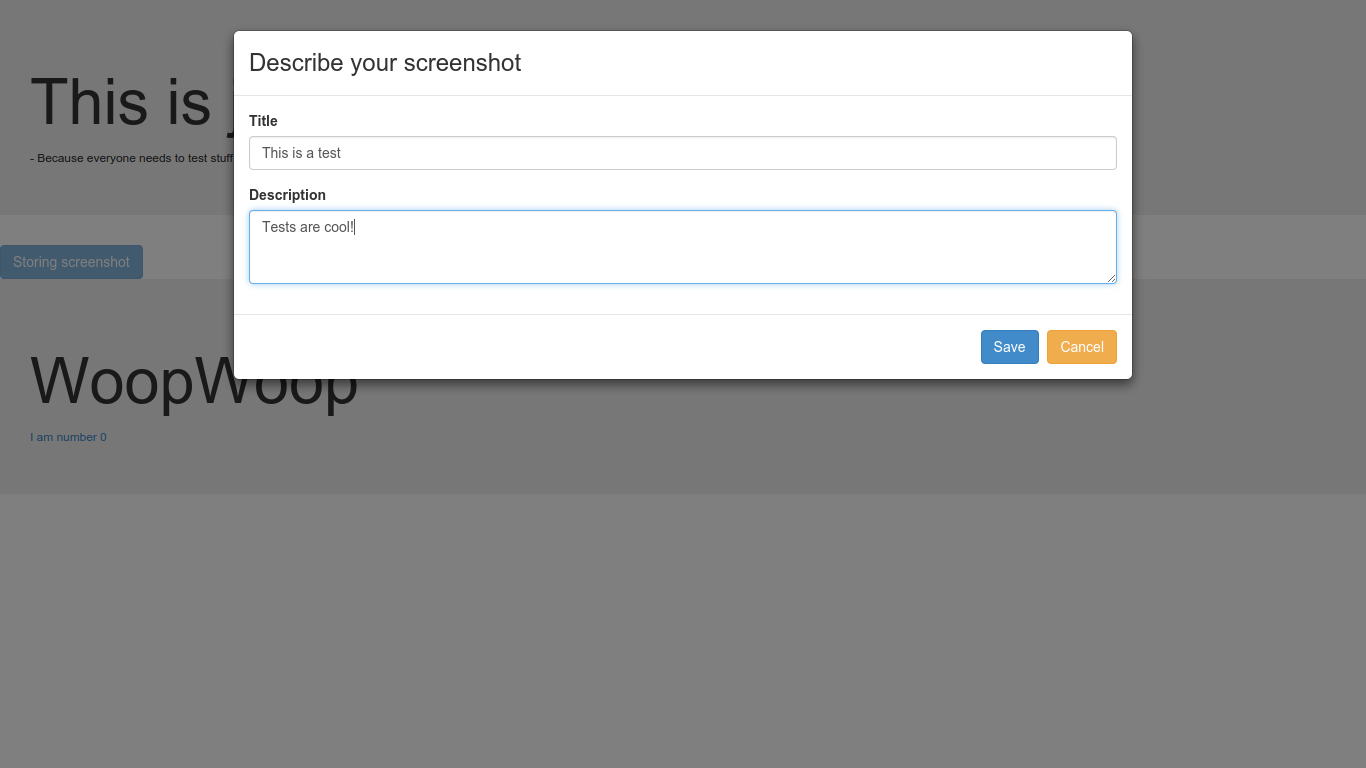 Describe your screenshot
Title
This is a test
Description
Tests are cool!
Save Cancel
This is
- Because everyone needs to test stuff
Storing screenshot
WoopWoop
I am number 0